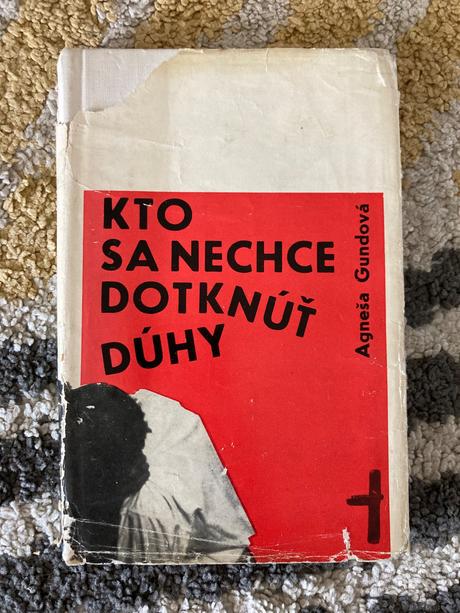 KTO
SA NECHCE
DOTKNÚŤ
DÚHY
Agneša Gundová